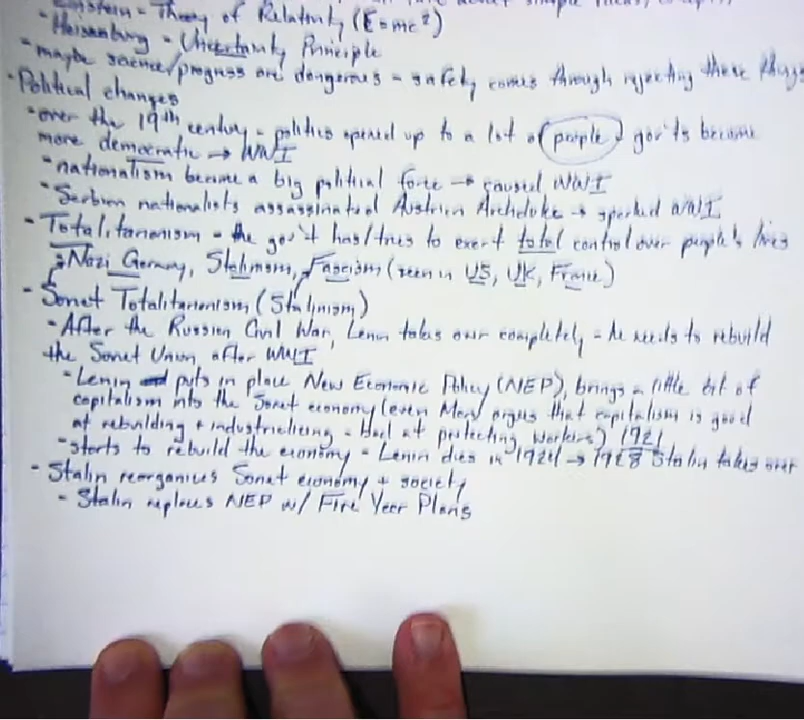 Einstein - Theory of Relativity (E=mc²)
- Heisenburg - Uncertainty Principle
- maybe science/progress are dangerous - safety comes through rejecting these things
- Political changes
- over the 19th century - politics opened up to a lot of people, gov'ts become
more democratic → WWI
- nationalism became a big political force → caused WWI
- Serbian nationalists assassinated Austrian Archduke → sparked WWI
- Totalitarianism - the gov't has/tries to exert total control over people's lives
- Nazi Germany, Stalinism, Fascism (seen in US, UK, France)
- Soviet Totalitarianism (Stalinism)
- After the Russian Civil War, Lenin takes over completely - he needs to rebuild
the Soviet Union after WWI
- Lenin puts in place New Economic Policy (NEP), brings a little bit of
capitalism into the Soviet economy (even Marx argues that capitalism is good
at rebuilding + industrializing - bad at protecting workers) 1921
- starts to rebuild the economy - Lenin dies in 1924 → 1928 Stalin takes over
- Stalin reorganizes Soviet economy + society
- Stalin replaces NEP w/ Five Year Plans